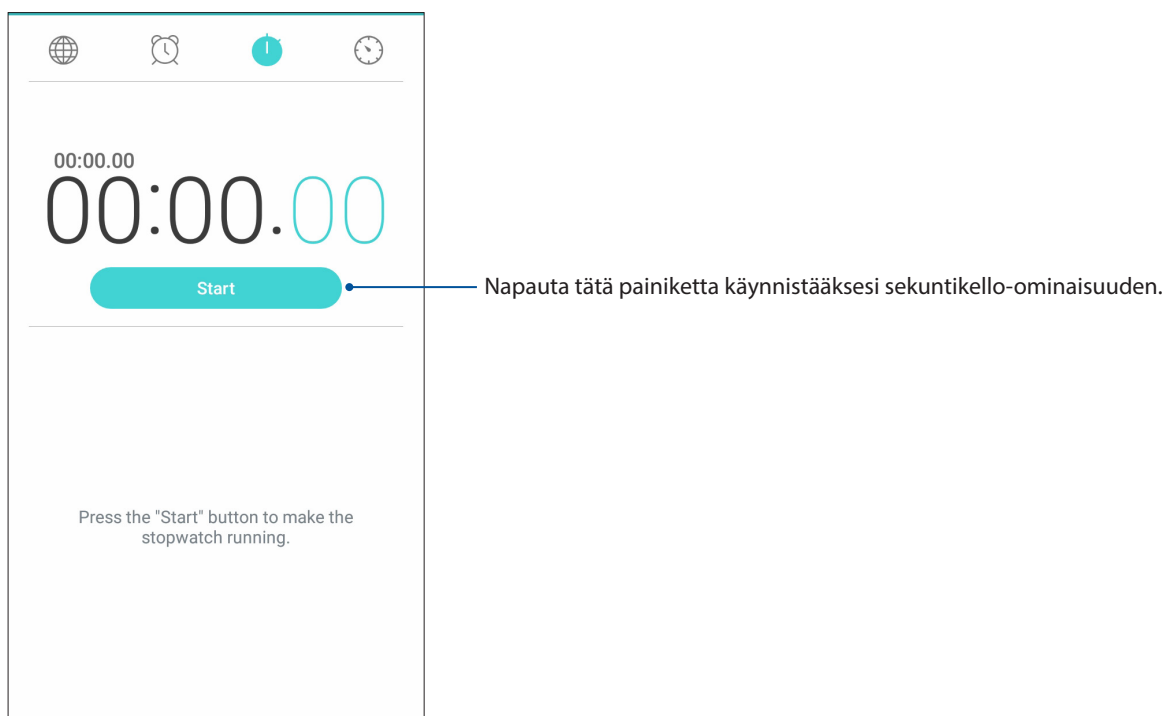 00:00.00
00:00.00
Start
Napauta tätä painiketta käynnistääksesi sekuntikello-ominaisuuden.
Press the "Start" button to make the
stopwatch running.